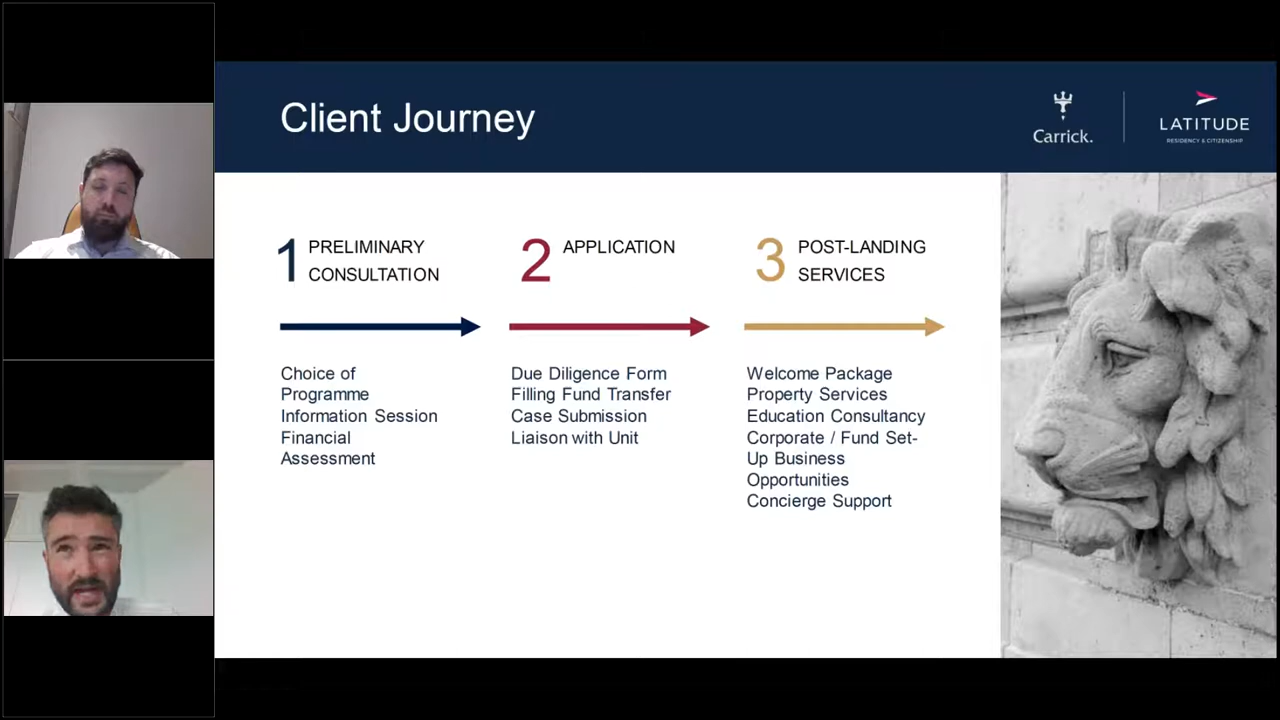 Client Journey
Carrick.
LATITUDE
RESIDENCY & CITIZENSHIP
1 PRELIMINARY
CONSULTATION
2 APPLICATION
3 POST-LANDING
SERVICES
Choice of
Programme
Information Session
Financial
Assessment
Due Diligence Form
Filling Fund Transfer
Case Submission
Liaison with Unit
Welcome Package
Property Services
Education Consultancy
Corporate / Fund Set-
Up Business
Opportunities
Concierge Support